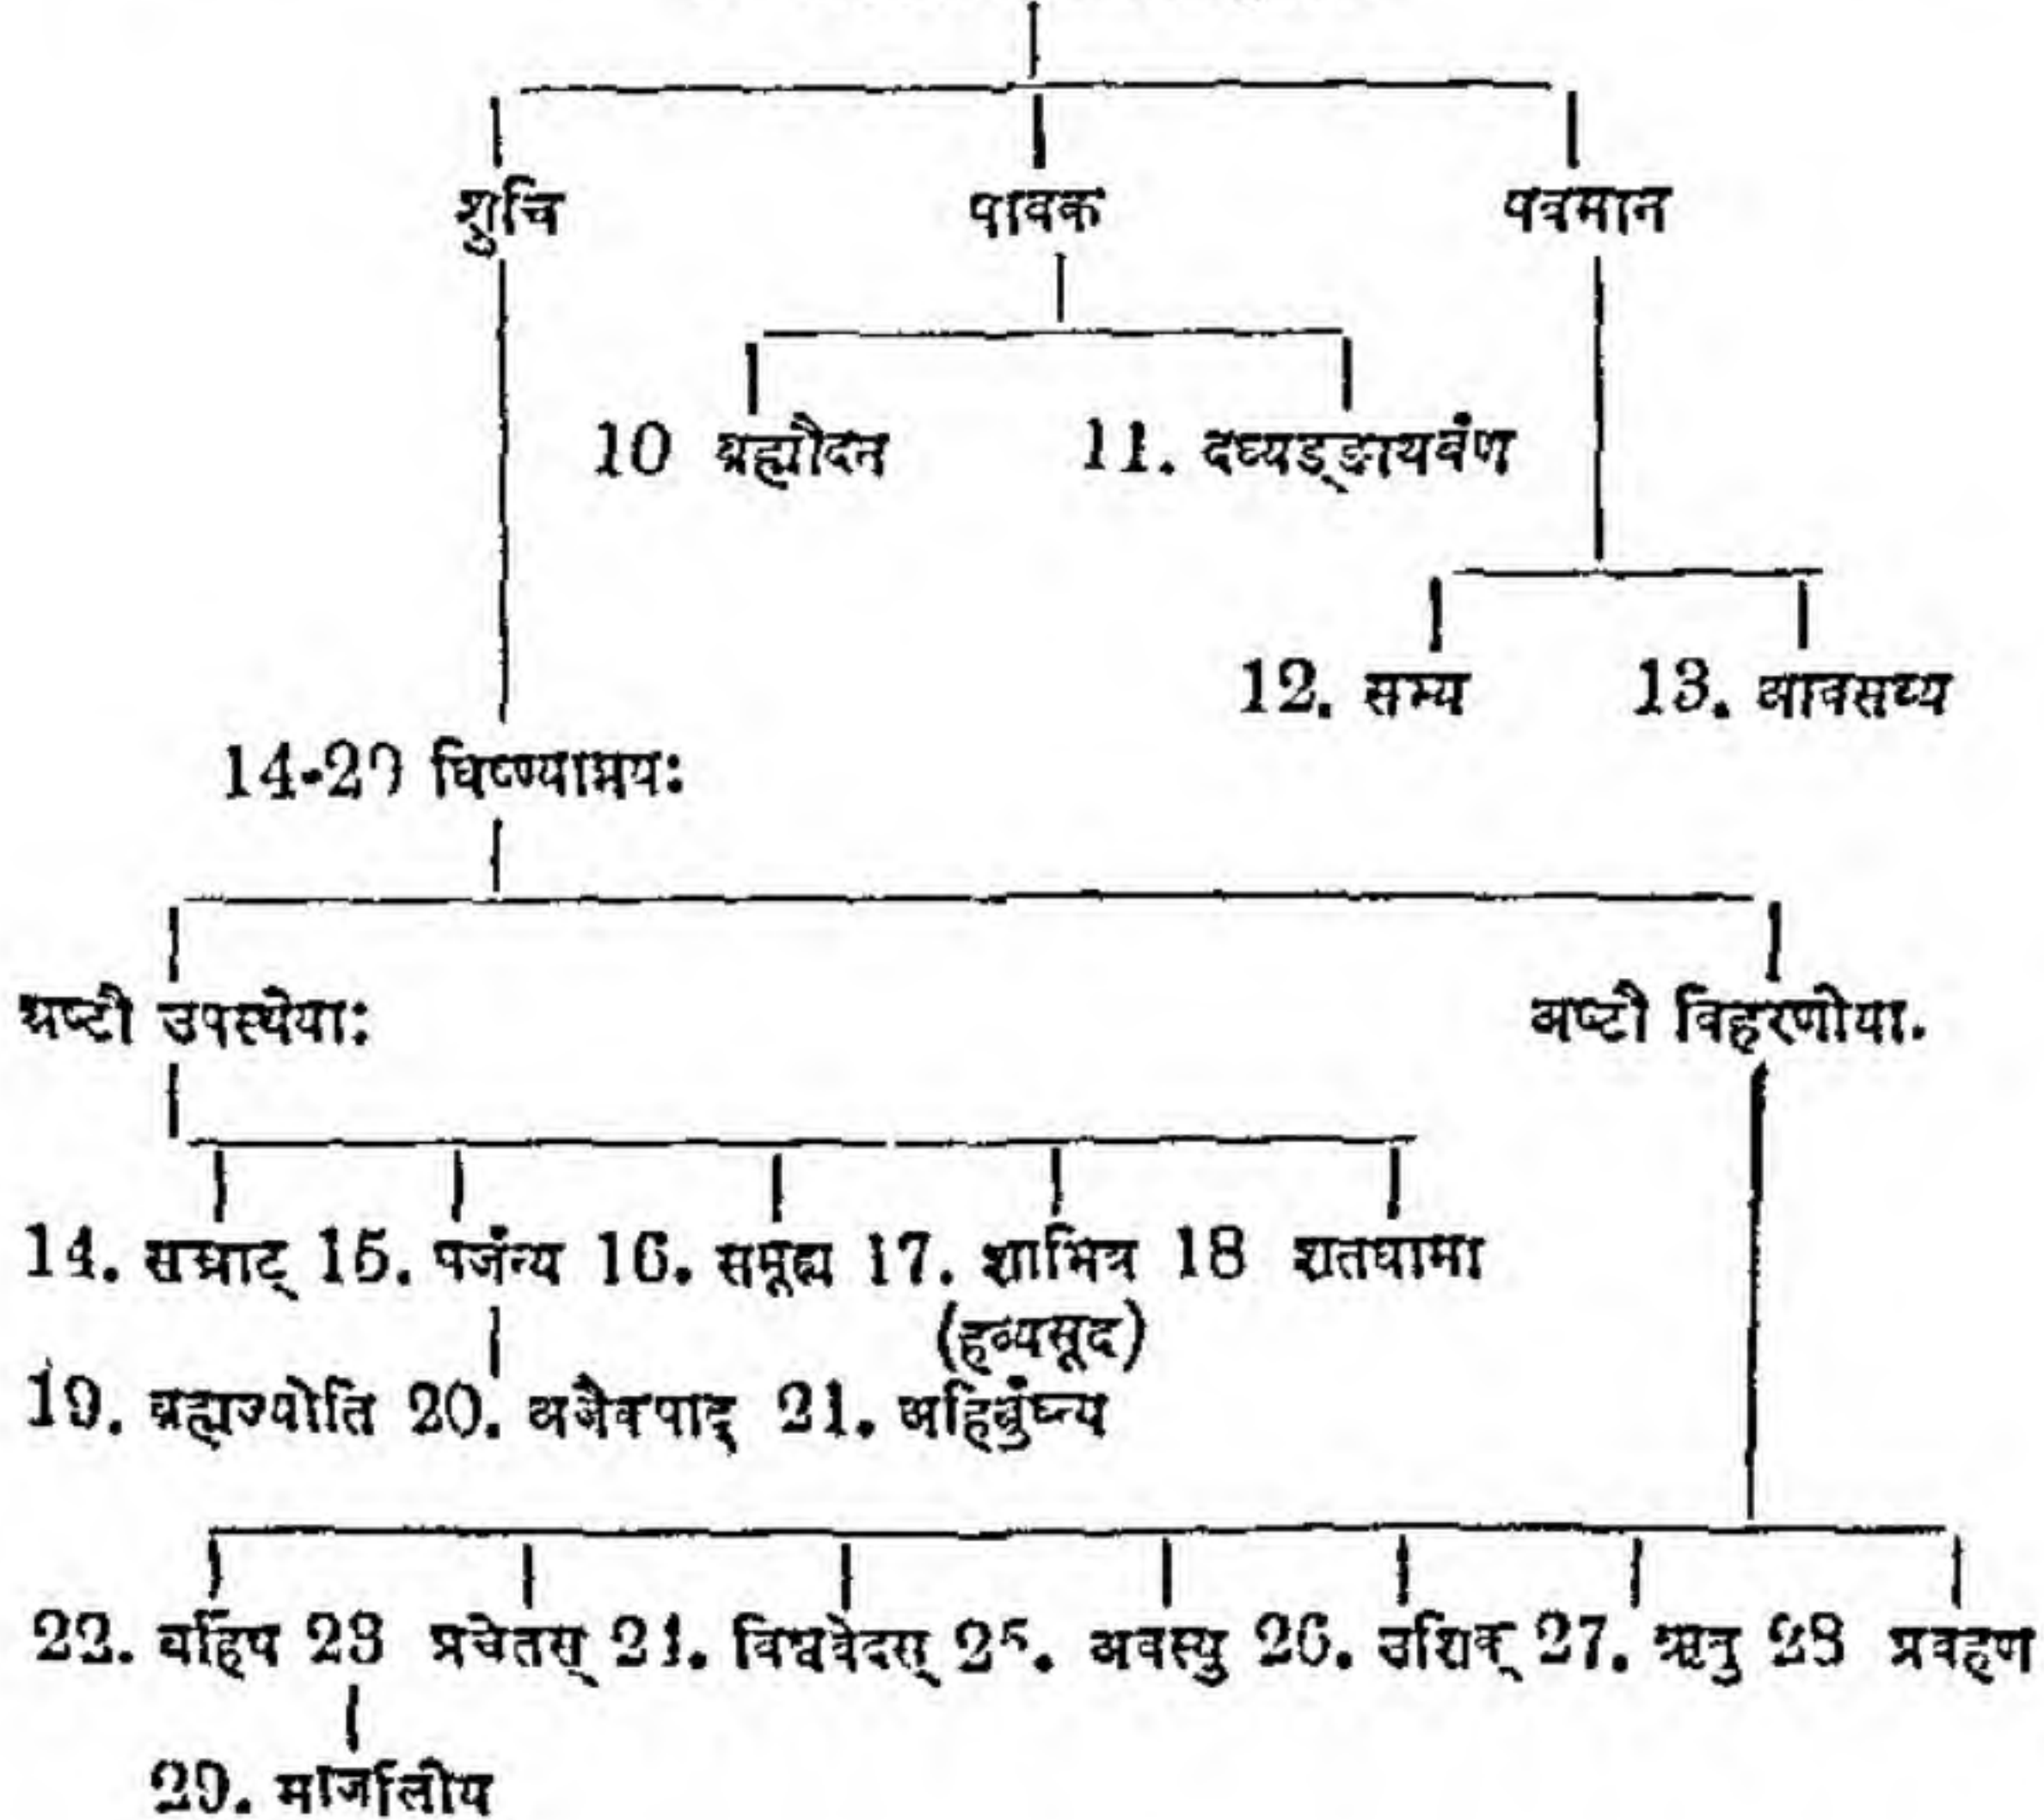 शुचि पावक पवमान
10 ब्रह्मौदन 11. दध्यङ्ङाथर्वण
12. सभ्य 13. आवसथ्य
14-29 धिष्ण्याग्नयः
अष्टौ उपस्थेयाः अष्टौ विहरणीया.
14. सम्राट् 15. पर्जन्य 16. समूह्य 17. शामित्र 18 शतधामा
(हव्यसूद)
19. ब्रह्मज्योति 20. अजैकपाद् 21. अहिर्बुध्न्य
22. बर्हिष 23 प्रचेतस् 24. विश्ववेदस् 25. अवस्यु 26. उशिक् 27. ऋतु 28 प्रवहण
29. मार्जालीय